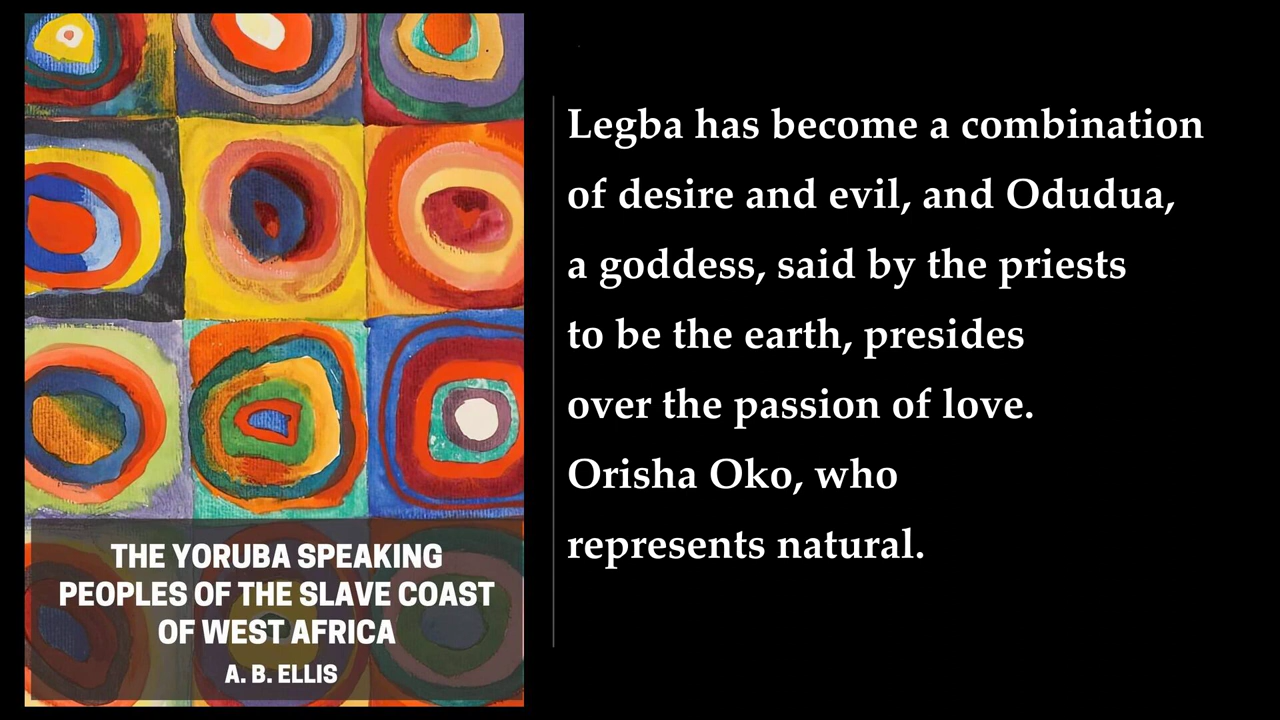 THE YORUBA SPEAKING
PEOPLES OF THE SLAVE COAST
OF WEST AFRICA
A. B. ELLIS
Legba has become a combination
of desire and evil, and Odudua,
a goddess, said by the priests
to be the earth, presides
over the passion of love.
Orisha Oko, who
represents natural.